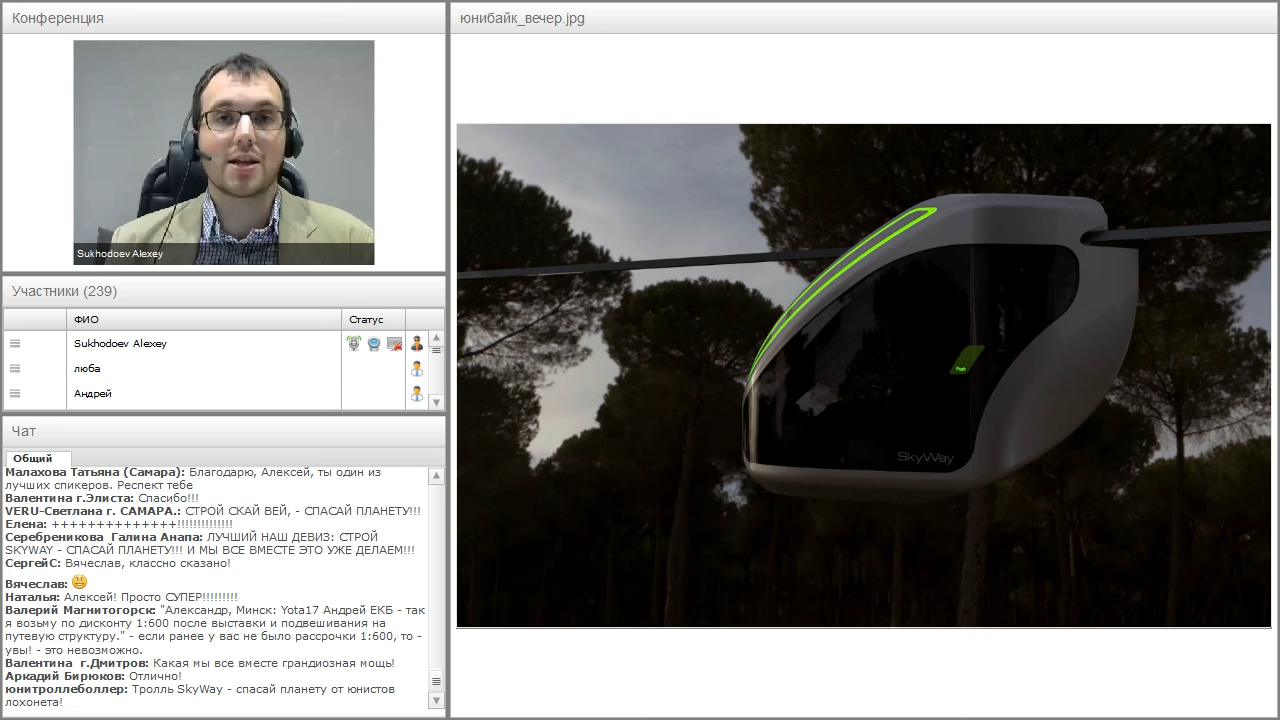 Конференция
Sukhodoev Alexey
Участники (239)
ФИО
Статус
Sukhodoev Alexey
люба
Андрей
Чат
Общий
Малахова Татьяна (Самара): Благодарю, Алексей, ты один из
лучших спикеров. Респект тебе
Валентина г.Элиста: Спасибо!!!
VERU-Светлана г. САМАРА.: СТРОЙ СКАЙ ВЕЙ, - СПАСАЙ ПЛАНЕТУ!!!
Елена: ++++++++++++++!!!!!!!!!!!!!!
Серебреникова Галина Анапа: ЛУЧШИЙ НАШ ДЕВИЗ: СТРОЙ
SKYWAY - СПАСАЙ ПЛАНЕТУ!!! И МЫ ВСЕ ВМЕСТЕ ЭТО УЖЕ ДЕЛАЕМ!!!
СергейС: Вячеслав, классно сказано!
Вячеслав:
Наталья: Алексей! Просто СУПЕР!!!!!!!!!
Валерий Магнитогорск: "Александр, Минск: Yota17 Андрей ЕКБ - так
я возьму по дисконту 1:600 после выставки и подвешивания на
путевую структуру." - если ранее у вас не было рассрочки 1:600, то -
увы! - это невозможно.
Валентина г.Дмитров: Какая мы все вместе грандиозная мощь!
Аркадий Бирюков: Отлично!
юнитроллеболлер: Тролль SkyWay - спасай планету от юнистов
лохонета!
юнибайк_вечер.jpg
Push
SkyWay